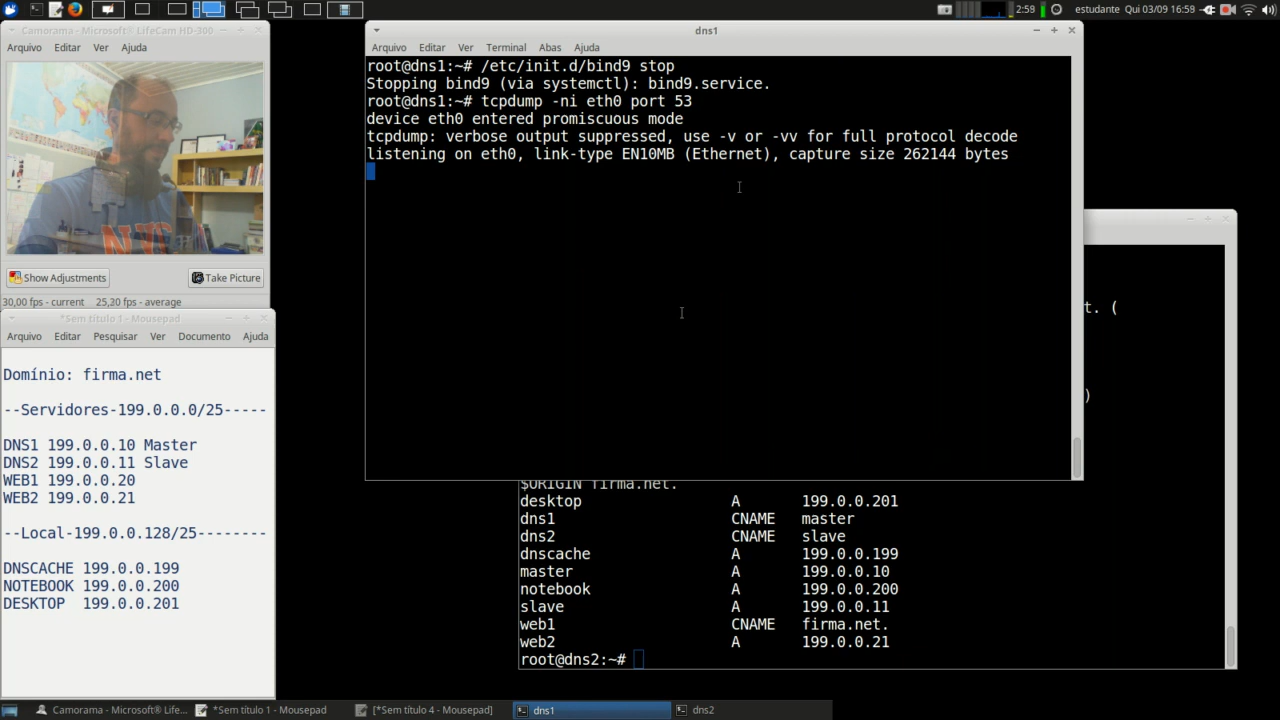 2:58 estudante Qui 03/09 16:58
Camorama - Microsoft® LifeCam HD-300
Arquivo Editar Ver Ajuda
Show Adjustments Take Picture
30,00 fps - current 25,20 fps - average
*Sem título 1 - Mousepad
Arquivo Editar Pesquisar Ver Documento Ajuda
Domínio: firma.net
--Servidores-199.0.0.0/25-----
DNS1 199.0.0.10 Master
DNS2 199.0.0.11 Slave
WEB1 199.0.0.20
WEB2 199.0.0.21
--Local-199.0.0.128/25--------
DNSCACHE 199.0.0.199
NOTEBOOK 199.0.0.200
DESKTOP 199.0.0.201
dns1
Arquivo Editar Ver Terminal Abas Ajuda
root@dns1:~# /etc/init.d/bind9 stop
Stopping bind9 (via systemctl): bind9.service.
root@dns1:~# tcpdump -ni eth0 port 53
device eth0 entered promiscuous mode
tcpdump: verbose output suppressed, use -v or -vv for full protocol decode
listening on eth0, link-type EN10MB (Ethernet), capture size 262144 bytes
t. (
)
$ORIGIN firma.net.
desktop A 199.0.0.201
dns1 CNAME master
dns2 CNAME slave
dnscache A 199.0.0.199
master A 199.0.0.10
notebook A 199.0.0.200
slave A 199.0.0.11
web1 CNAME firma.net.
web2 A 199.0.0.21
root@dns2:~#
Camorama - Microsoft® Life... *Sem título 1 - Mousepad [*Sem título 4 - Mousepad] dns1 dns2